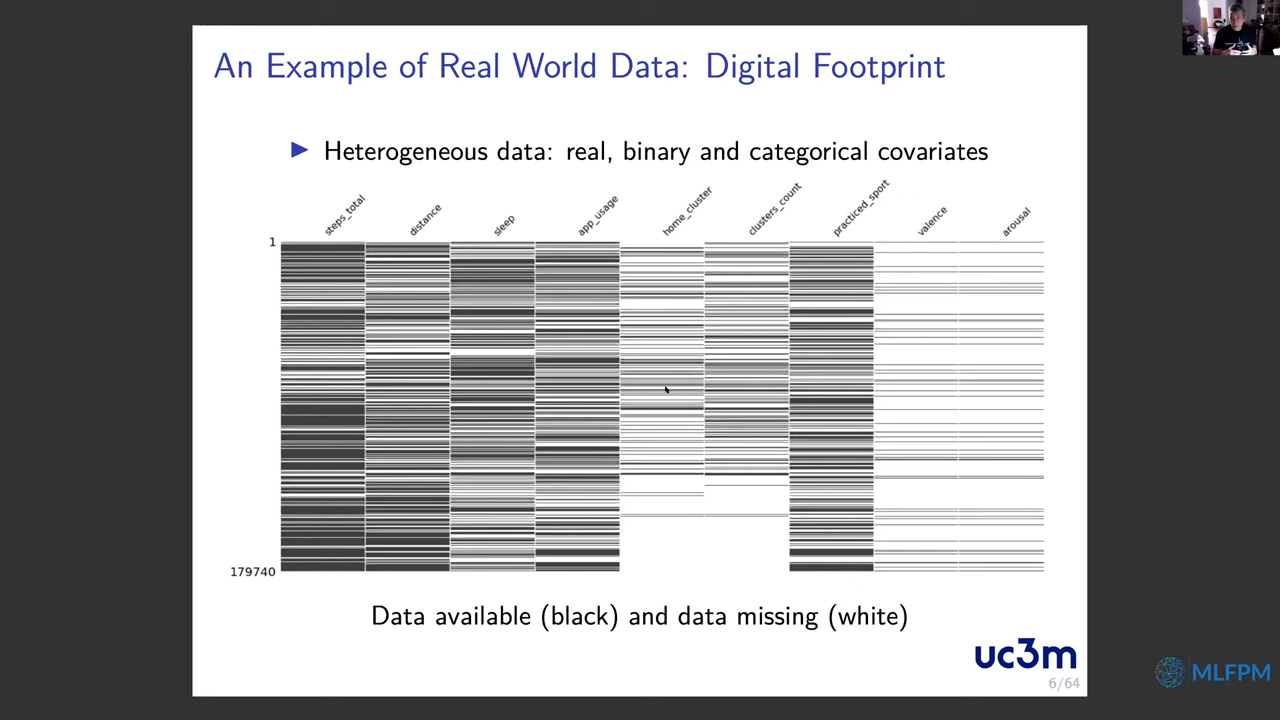 An Example of Real World Data: Digital Footprint
▶ Heterogeneous data: real, binary and categorical covariates
steps_total
distance
sleep
app_usage
home_cluster
clusters_count
practiced_sport
valence
arousal
1
179740
Data available (black) and data missing (white)
uc3m
6/64
MLFPM